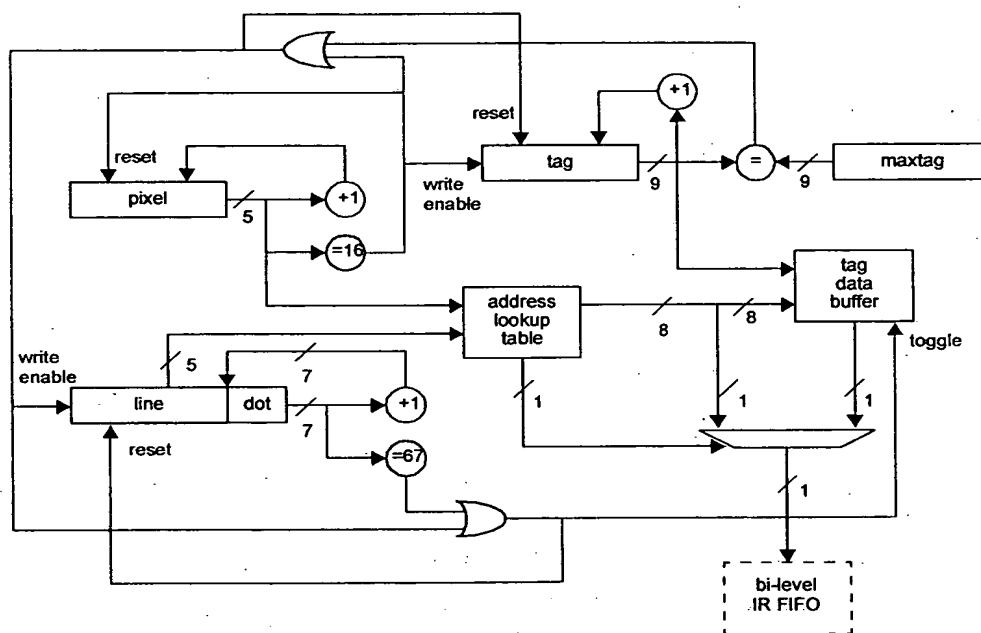 reset
+1
tag
=
maxtag
9
9
write
enable
reset
pixel
+1
5
=16
address
lookup
table
8
8
tag
data
buffer
toggle
write
enable
5
7
line
dot
+1
7
1
1
1
reset
=67
1
bi-level
IR FIFO